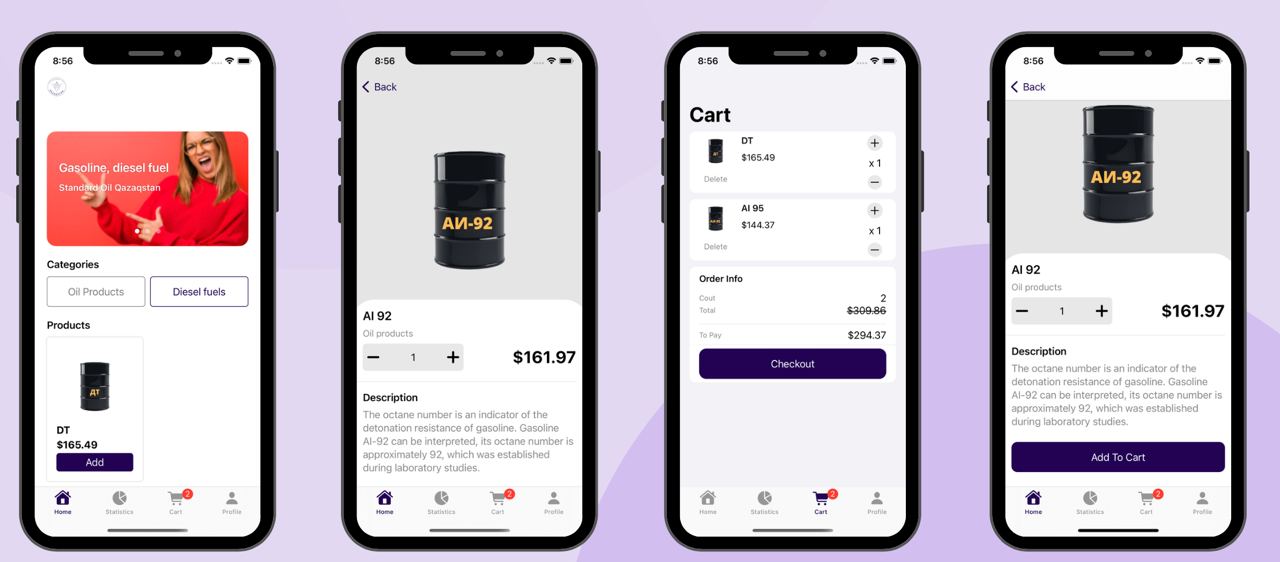 8:56
Gasoline, diesel fuel
Standard Oil Qazaqstan
Categories
Oil Products
Diesel fuels
Products
ДТ
DT
$165.49
Add
Home
Statistics
2
Cart
Profile
8:56
Back
АИ-92
AI 92
Oil products
1
$161.97
Description
The octane number is an indicator of the
detonation resistance of gasoline. Gasoline
AI-92 can be interpreted, its octane number is
approximately 92, which was established
during laboratory studies.
Home
Statistics
2
Cart
Profile
8:56
Cart
ДТ
DT
$165.49
x 1
Delete
AI 95
$144.37
x 1
Delete
Order Info
Cout
2
Total
$309.86
To Pay
$294.37
Checkout
Home
Statistics
2
Cart
Profile
8:56
Back
АИ-92
AI 92
Oil products
1
$161.97
Description
The octane number is an indicator of the
detonation resistance of gasoline. Gasoline
AI-92 can be interpreted, its octane number is
approximately 92, which was established
during laboratory studies.
Add To Cart
Home
Statistics
2
Cart
Profile